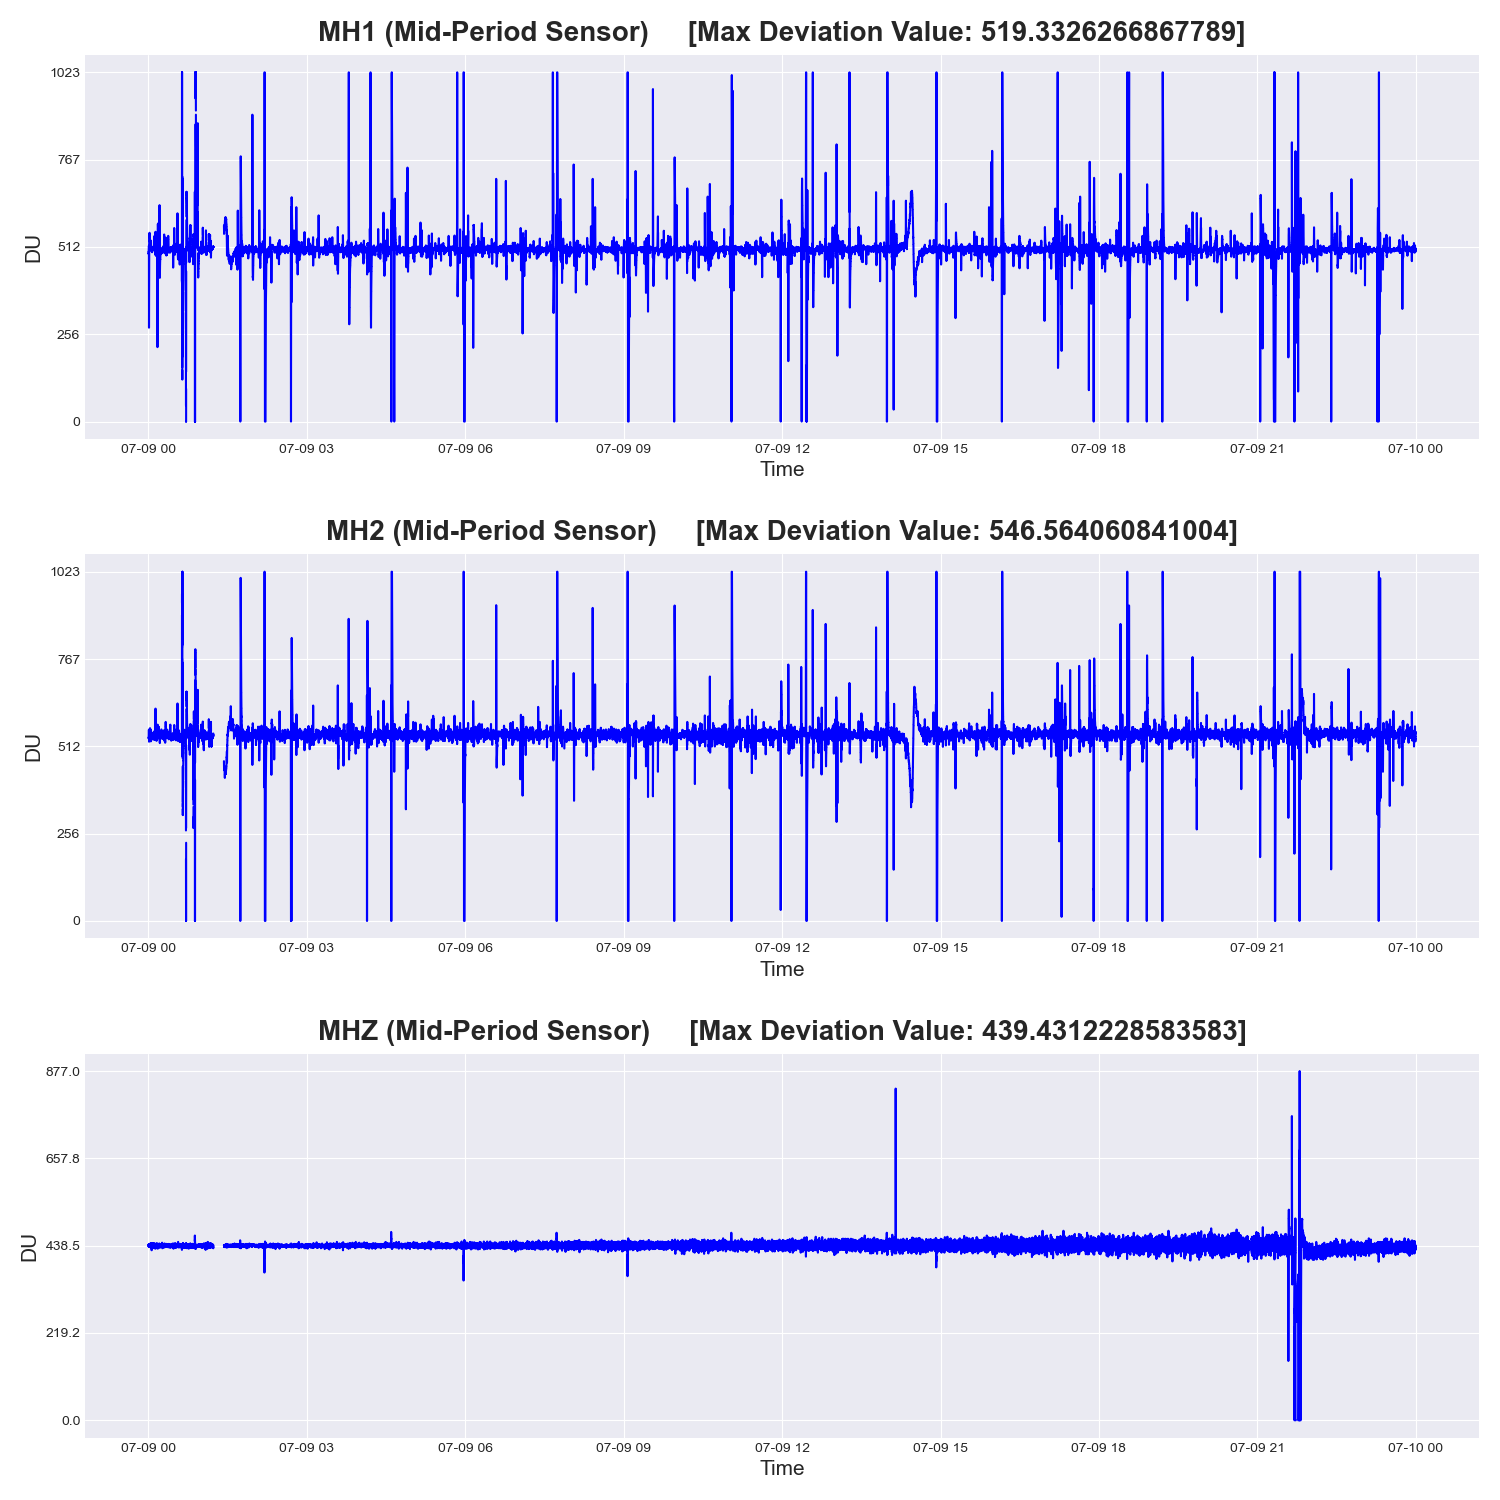 MH1 (Mid-Period Sensor) [Max Deviation Value: 519.3326266867789]
1023
767
512
256
0
DU
07-09 00 07-09 03 07-09 06 07-09 09 07-09 12 07-09 15 07-09 18 07-09 21 07-10 00
Time
MH2 (Mid-Period Sensor) [Max Deviation Value: 546.564060841004]
1023
767
512
256
0
DU
07-09 00 07-09 03 07-09 06 07-09 09 07-09 12 07-09 15 07-09 18 07-09 21 07-10 00
Time
MHZ (Mid-Period Sensor) [Max Deviation Value: 439.4312228583583]
877.0
657.8
438.5
219.2
0.0
DU
07-09 00 07-09 03 07-09 06 07-09 09 07-09 12 07-09 15 07-09 18 07-09 21 07-10 00
Time